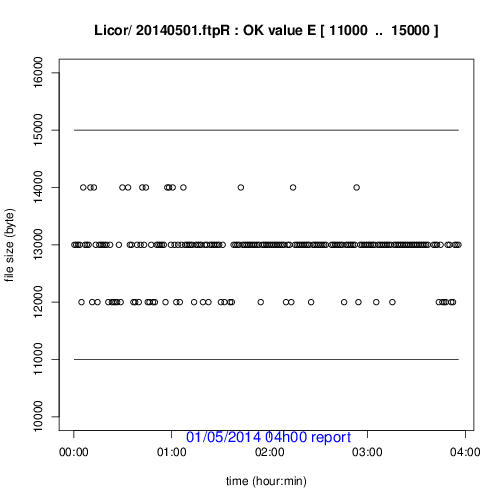 Licor/ 20140501.ftpR : OK value E [ 11000 .. 15000 ]
16000
15000
14000
13000
12000
11000
10000
file size (byte)
01/05/2014 04h00 report
00:00 01:00 02:00 03:00 04:00
time (hour:min)